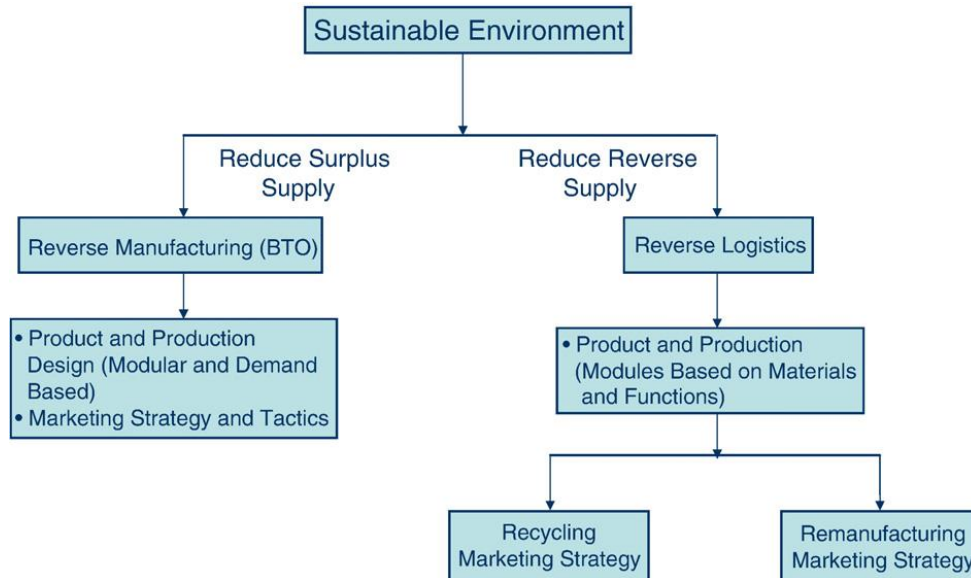 Sustainable Environment
Reduce Surplus
Supply
Reduce Reverse
Supply
Reverse Manufacturing (BTO)
Reverse Logistics
• Product and Production
Design (Modular and Demand
Based)
• Marketing Strategy and Tactics
• Product and Production
(Modules Based on Materials
and Functions)
Recycling
Marketing Strategy
Remanufacturing
Marketing Strategy